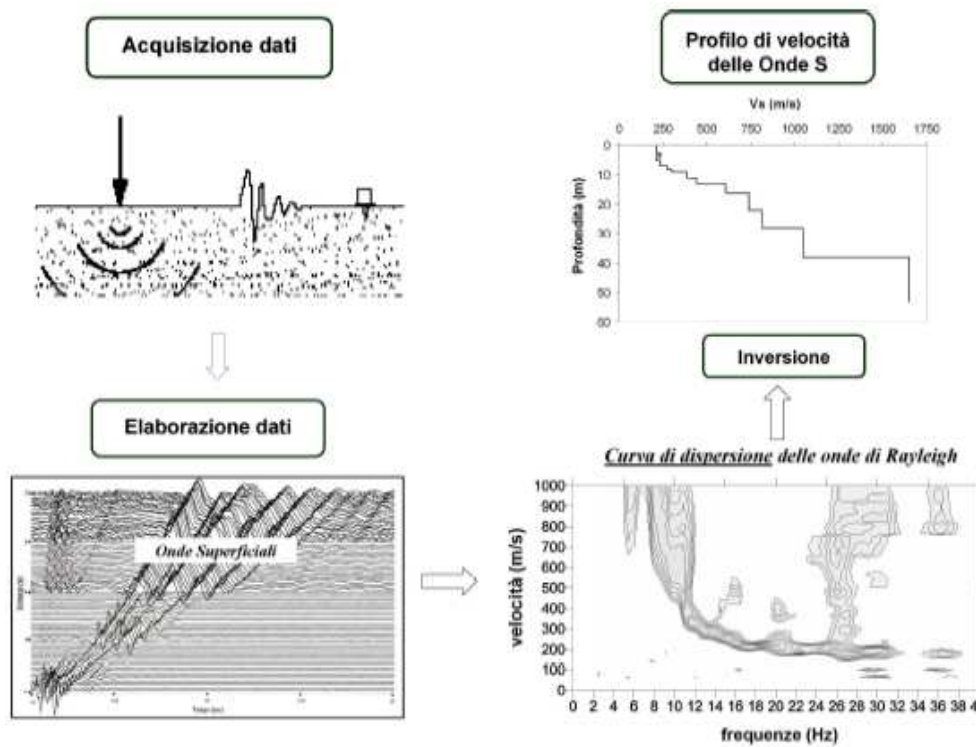 Acquisizione dati
Profilo di velocità
delle Onde S
Vs (m/s)
0 250 500 750 1000 1250 1500 1750
Profondità (m)
0
10
20
30
40
50
60
Inversione
Elaborazione dati
Onde Superficiali
Curva di dispersione delle onde di Rayleigh
velocità (m/s)
1000
900
800
700
600
500
400
300
200
100
0
0 2 4 6 8 10 12 14 16 18 20 22 24 26 28 30 32 34 36 38
frequenze (Hz)